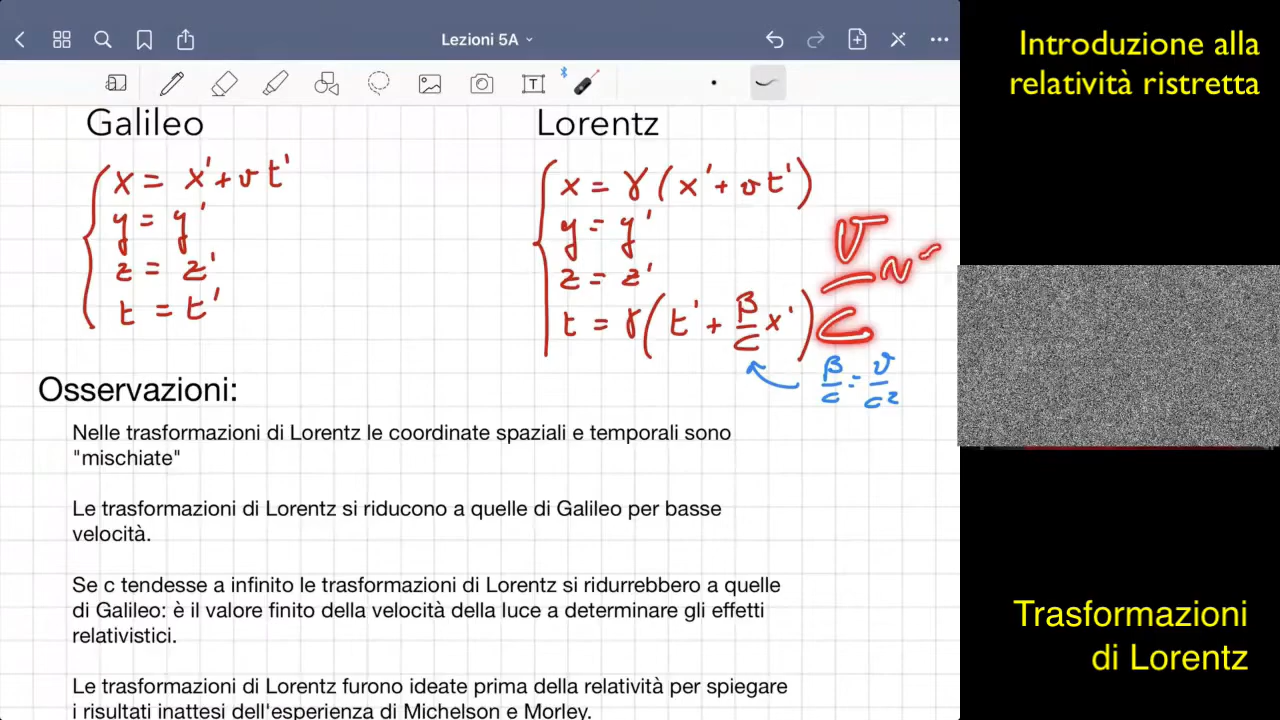 Lezioni 5A
Introduzione alla
relatività ristretta
T
Galileo
x = x' + v t'
y = y'
z = z'
t = t'
Lorentz
x = γ ( x' + v t' )
y = y'
z = z'
t = γ ( t' + β/c x' )
v/c ~
β/c = v/c²
Osservazioni:
Nelle trasformazioni di Lorentz le coordinate spaziali e temporali sono
"mischiate"
Le trasformazioni di Lorentz si riducono a quelle di Galileo per basse
velocità.
Se c tendesse a infinito le trasformazioni di Lorentz si ridurrebbero a quelle
di Galileo: è il valore finito della velocità della luce a determinare gli effetti
relativistici.
Le trasformazioni di Lorentz furono ideate prima della relatività per spiegare
i risultati inattesi dell'esperienza di Michelson e Morley.
Trasformazioni
di Lorentz